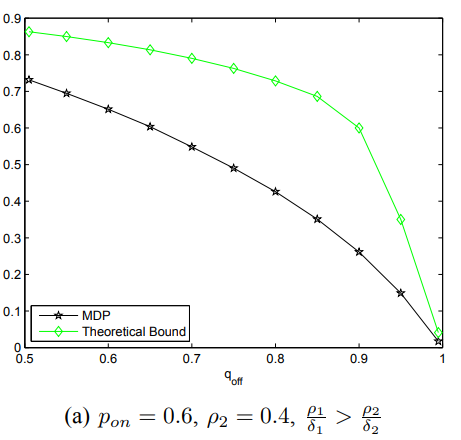 0.9
0.8
0.7
0.6
0.5
0.4
0.3
0.2
0.1
0
0.5 0.6 0.7 0.8 0.9 1
q_off
MDP
Theoretical Bound
(a) p_on = 0.6, ρ_2 = 0.4, ρ_1/δ_1 > ρ_2/δ_2